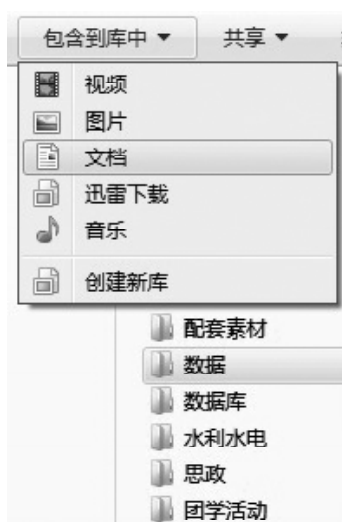 包含到库中 ▼ 共享 ▼
视频
图片
文档
迅雷下载
音乐
创建新库
配套素材
数据
数据库
水利水电
思政
团学活动